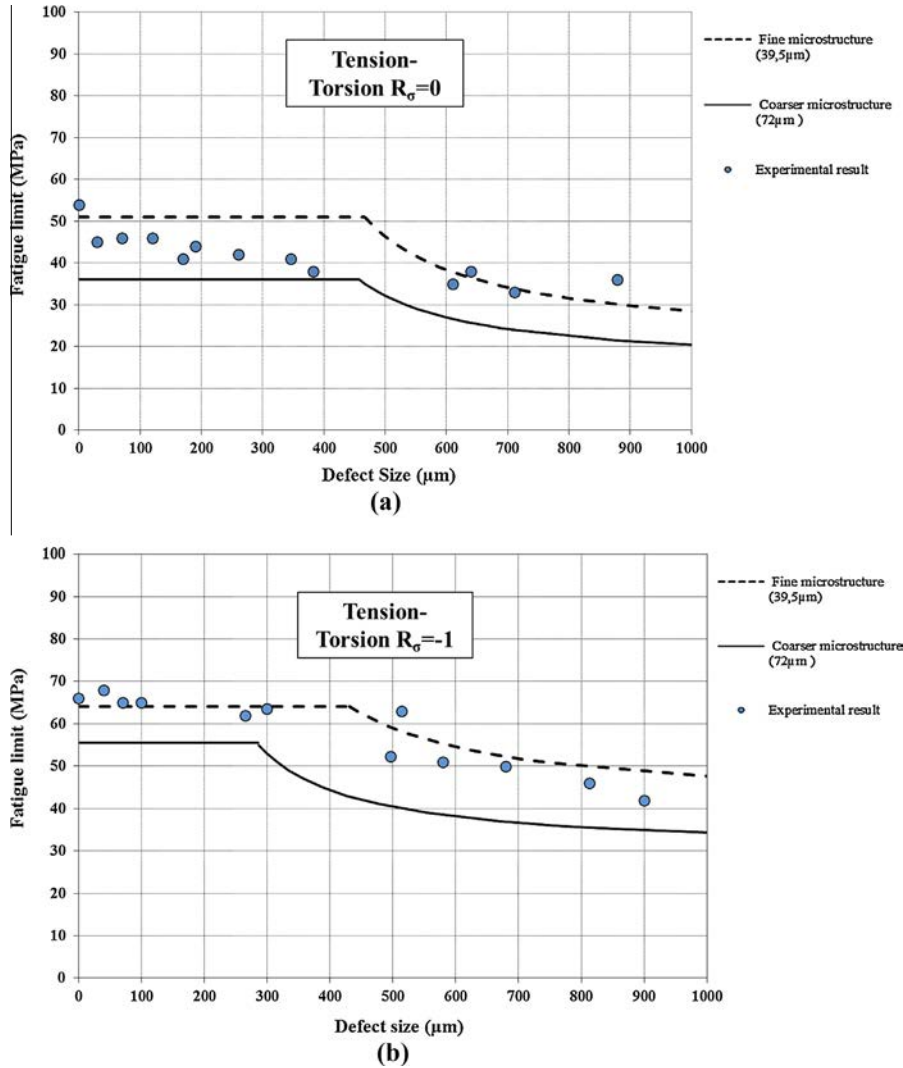 100
90
80
70
60
50
40
30
20
10
0
Fatigue limit (MPa)
Tension-
Torsion Rσ=0
0 100 200 300 400 500 600 700 800 900 1000
Defect Size (µm)
Fine microstructure
(39,5µm)
Coarser microstructure
(72µm )
Experimental result
(a)
100
90
80
70
60
50
40
30
20
10
0
Fatigue limit (MPa)
Tension-
Torsion Rσ=-1
0 100 200 300 400 500 600 700 800 900 1000
Defect size (µm)
Fine microstructure
(39,5µm)
Coarser microstructure
(72µm )
Experimental result
(b)